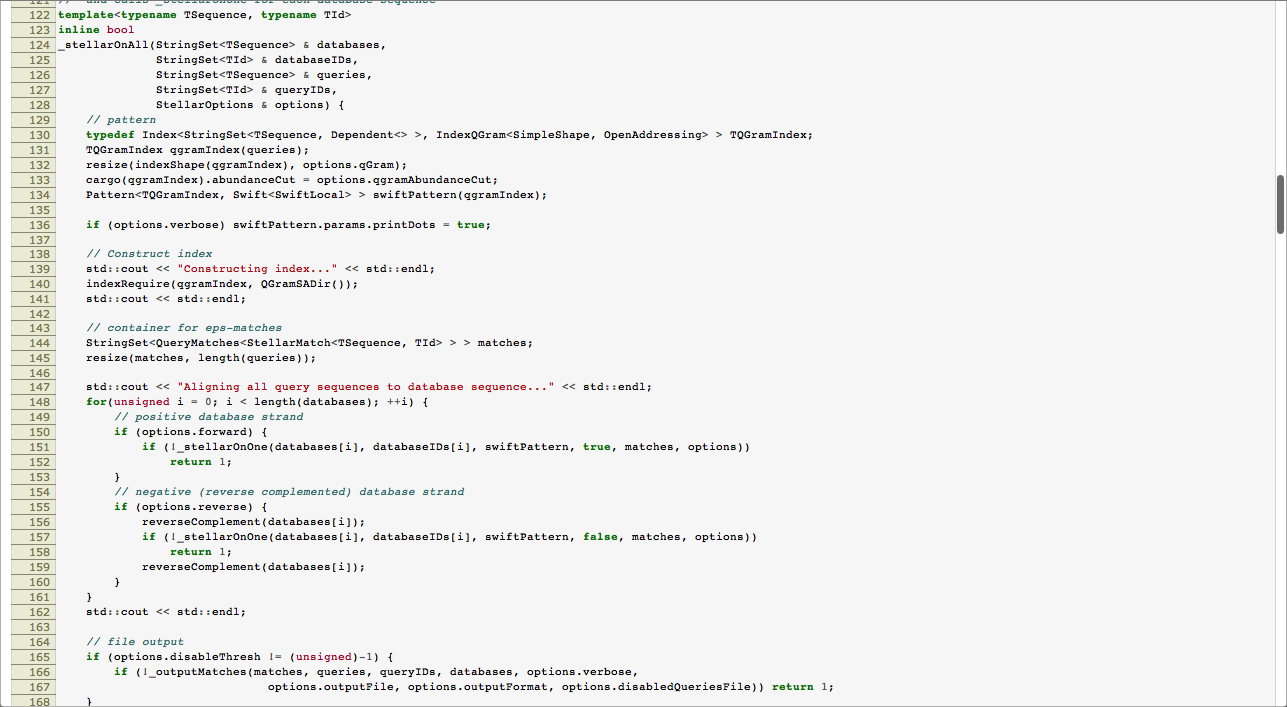 121 // and calls _stellarOnOne for each database sequence
122 template<typename TSequence, typename TId>
123 inline bool
124 _stellarOnAll(StringSet<TSequence> & databases,
125               StringSet<TId> & databaseIDs,
126               StringSet<TSequence> & queries,
127               StringSet<TId> & queryIDs,
128               StellarOptions & options) {
129     // pattern
130     typedef Index<StringSet<TSequence, Dependent<> >, IndexQGram<SimpleShape, OpenAddressing> > TQGramIndex;
131     TQGramIndex qgramIndex(queries);
132     resize(indexShape(qgramIndex), options.qGram);
133     cargo(qgramIndex).abundanceCut = options.qgramAbundanceCut;
134     Pattern<TQGramIndex, Swift<SwiftLocal> > swiftPattern(qgramIndex);
135
136     if (options.verbose) swiftPattern.params.printDots = true;
137
138     // Construct index
139     std::cout << "Constructing index..." << std::endl;
140     indexRequire(qgramIndex, QGramSADir());
141     std::cout << std::endl;
142
143     // container for eps-matches
144     StringSet<QueryMatches<StellarMatch<TSequence, TId> > > matches;
145     resize(matches, length(queries));
146
147     std::cout << "Aligning all query sequences to database sequence..." << std::endl;
148     for(unsigned i = 0; i < length(databases); ++i) {
149         // positive database strand
150         if (options.forward) {
151             if (!_stellarOnOne(databases[i], databaseIDs[i], swiftPattern, true, matches, options))
152                 return 1;
153         }
154         // negative (reverse complemented) database strand
155         if (options.reverse) {
156             reverseComplement(databases[i]);
157             if (!_stellarOnOne(databases[i], databaseIDs[i], swiftPattern, false, matches, options))
158                 return 1;
159             reverseComplement(databases[i]);
160         }
161     }
162     std::cout << std::endl;
163
164     // file output
165     if (options.disableThresh != (unsigned)-1) {
166         if (!_outputMatches(matches, queries, queryIDs, databases, options.verbose,
167                               options.outputFile, options.outputFormat, options.disabledQueriesFile)) return 1;
168     }